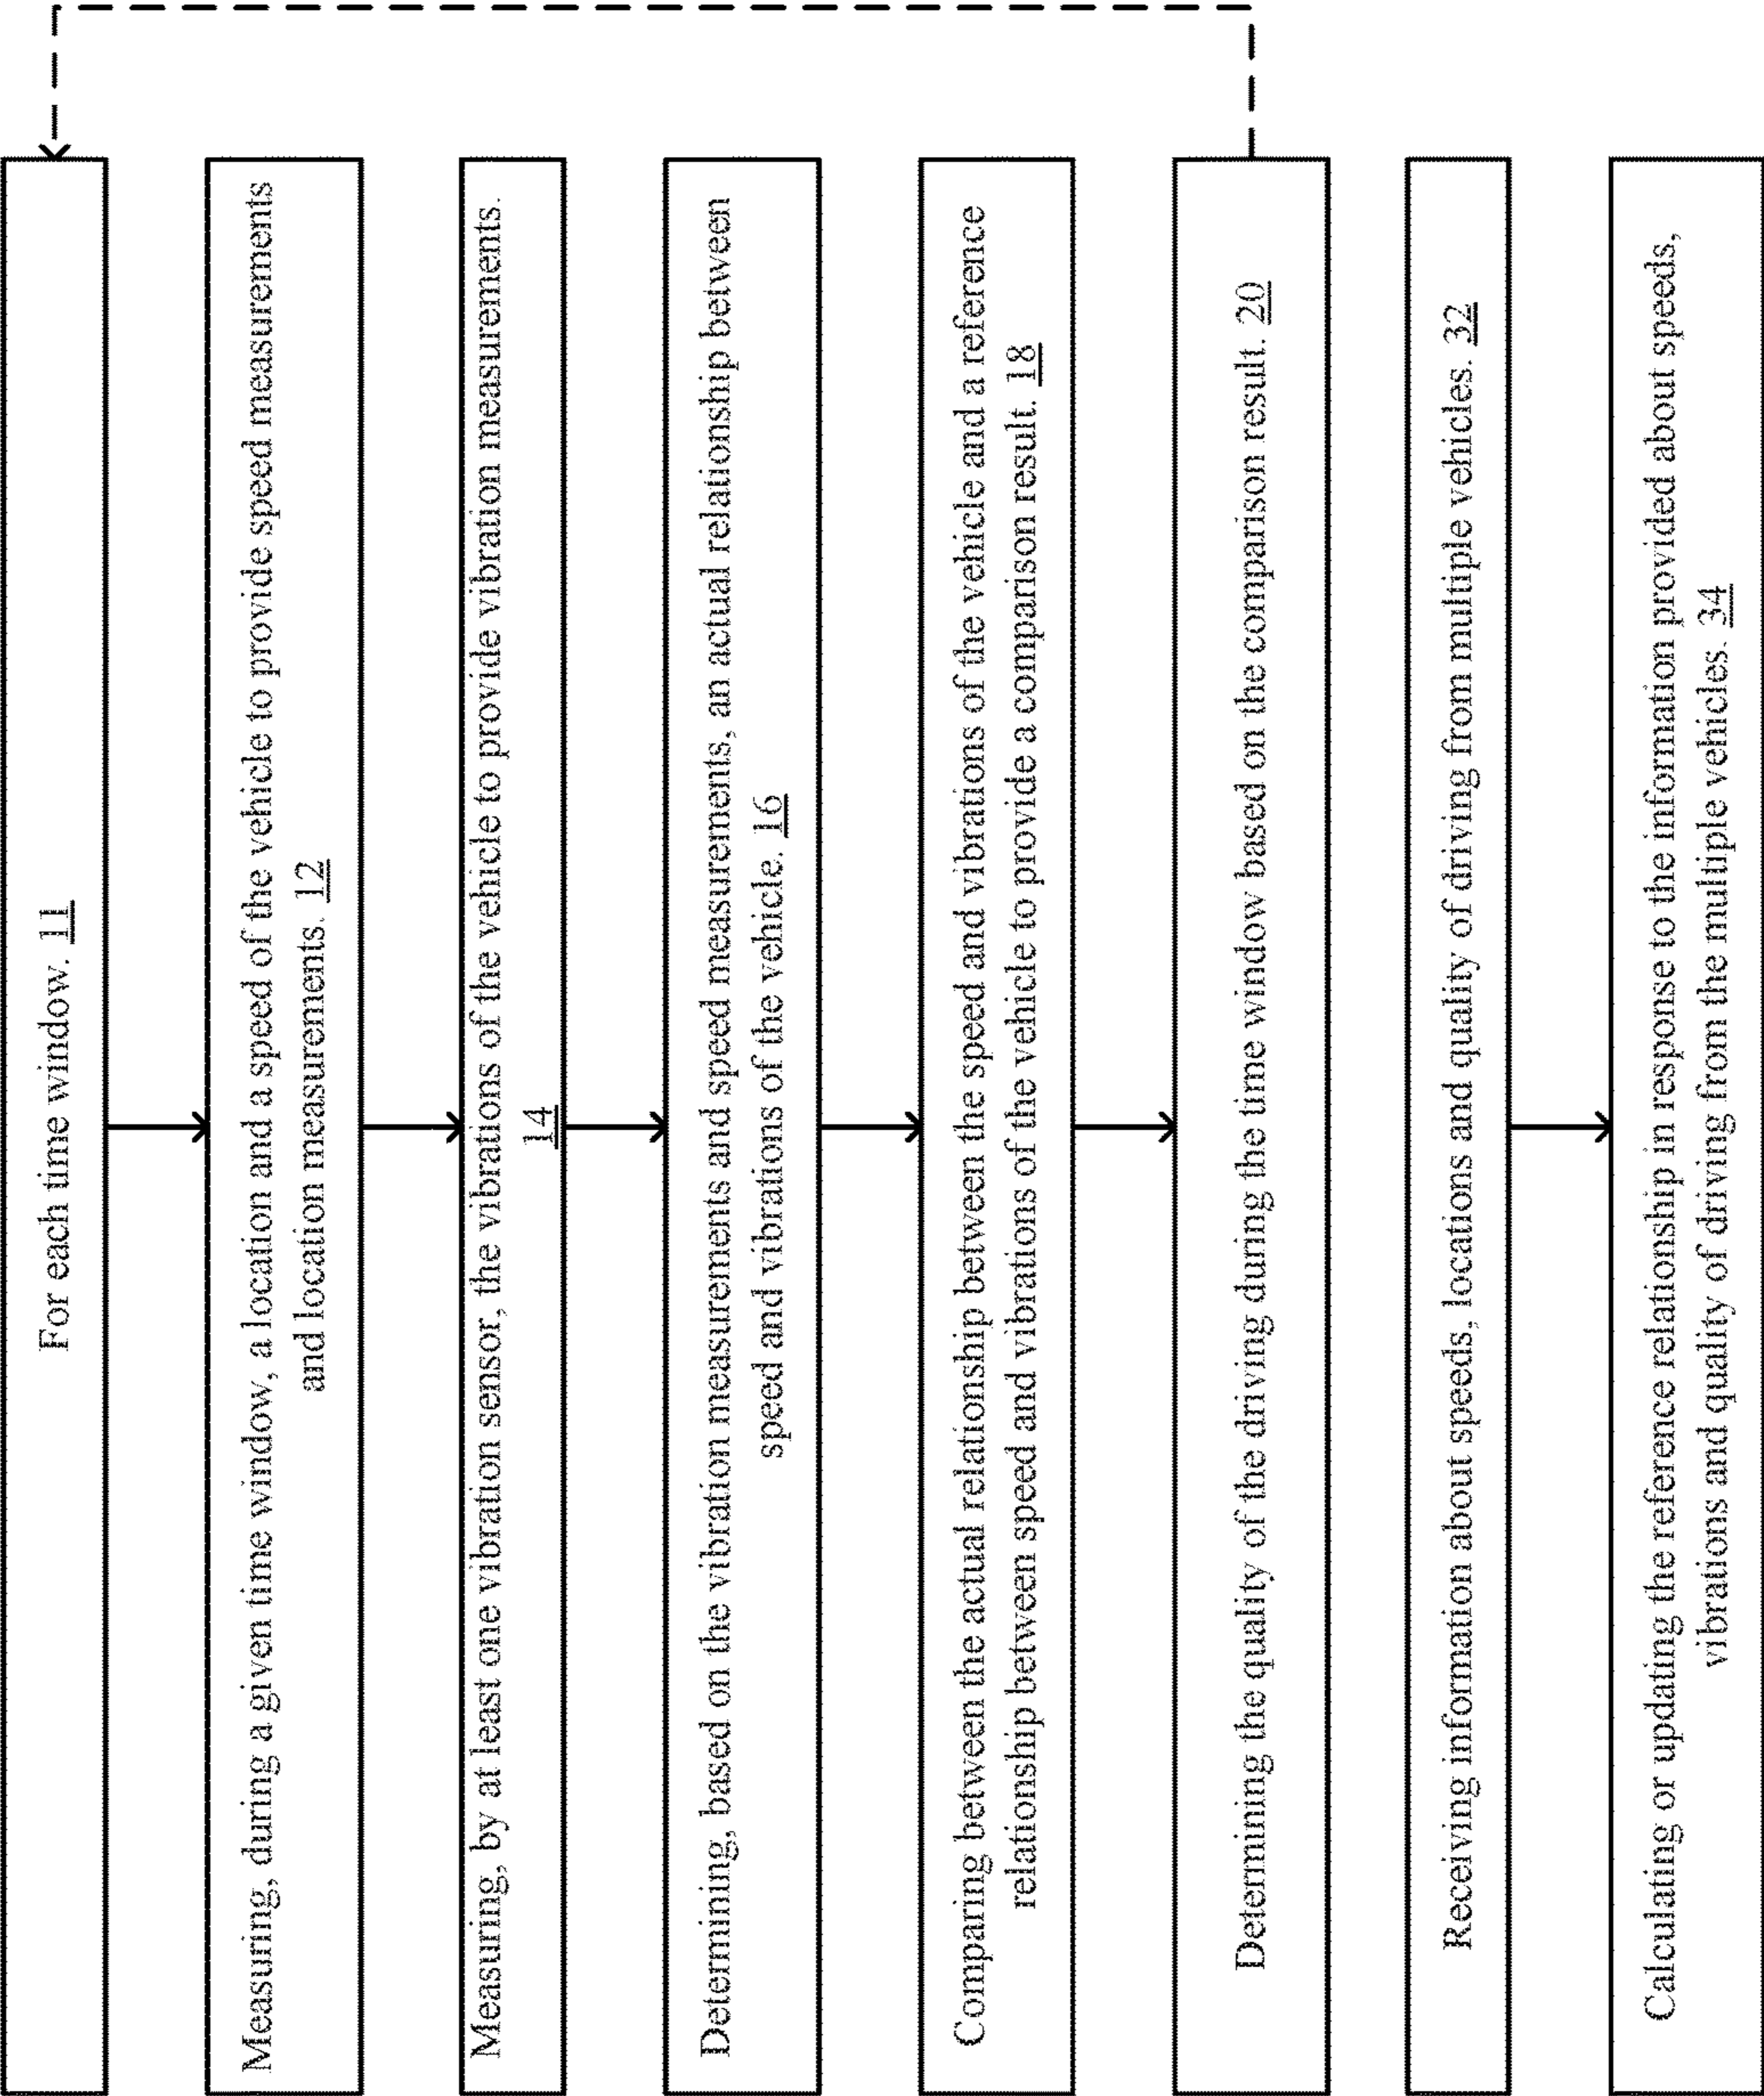 For each time window. 11
Measuring, during a given time window, a location and a speed of the vehicle to provide speed measurements
and location measurements. 12
Measuring, by at least one vibration sensor, the vibrations of the vehicle to provide vibration measurements.
14
Determining, based on the vibration measurements and speed measurements, an actual relationship between
speed and vibrations of the vehicle. 16
Comparing between the actual relationship between the speed and vibrations of the vehicle and a reference
relationship between speed and vibrations of the vehicle to provide a comparison result. 18
Determining the quality of the driving during the time window based on the comparison result. 20
Receiving information about speeds, locations and quality of driving from multiple vehicles. 32
Calculating or updating the reference relationship in response to the information provided about speeds,
vibrations and quality of driving from the multiple vehicles. 34